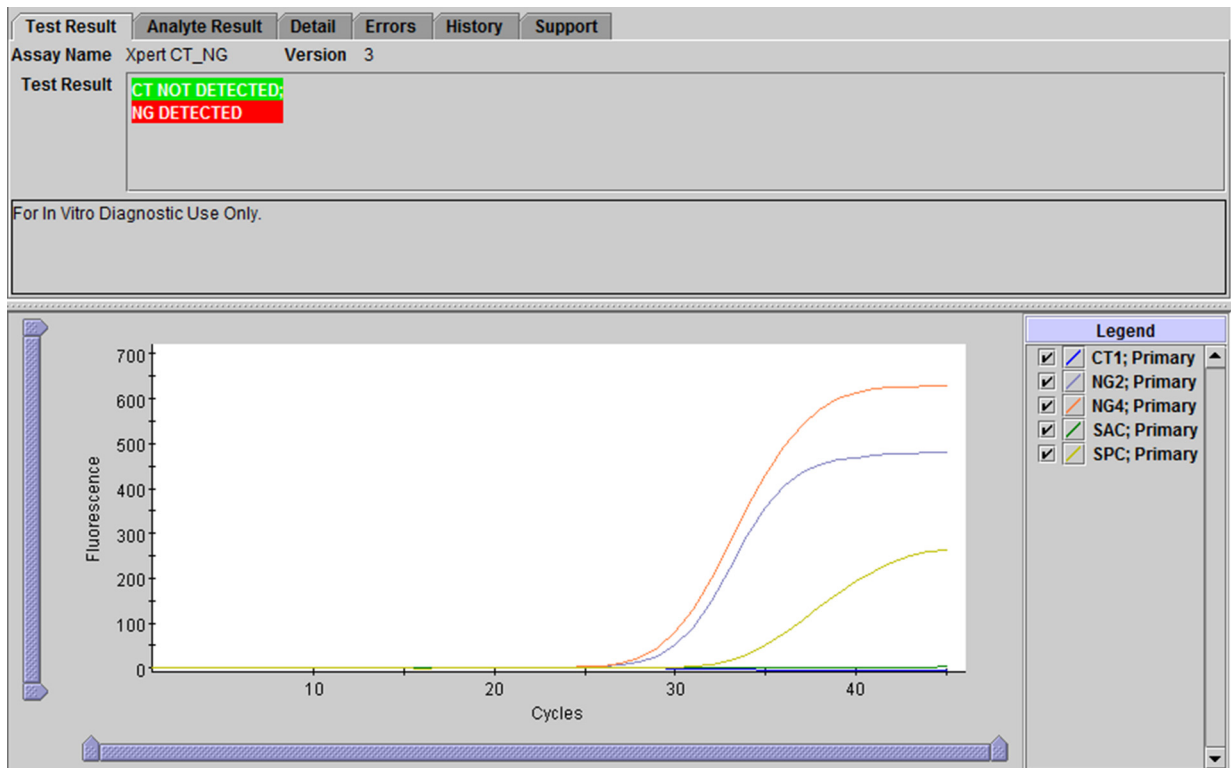 Test Result Analyte Result Detail Errors History Support
Assay Name Xpert CT_NG Version 3
Test Result CT NOT DETECTED;
NG DETECTED
For In Vitro Diagnostic Use Only.
Legend
CT1; Primary
NG2; Primary
NG4; Primary
SAC; Primary
SPC; Primary
Fluorescence
700
600
500
400
300
200
100
0
10 20 30 40
Cycles